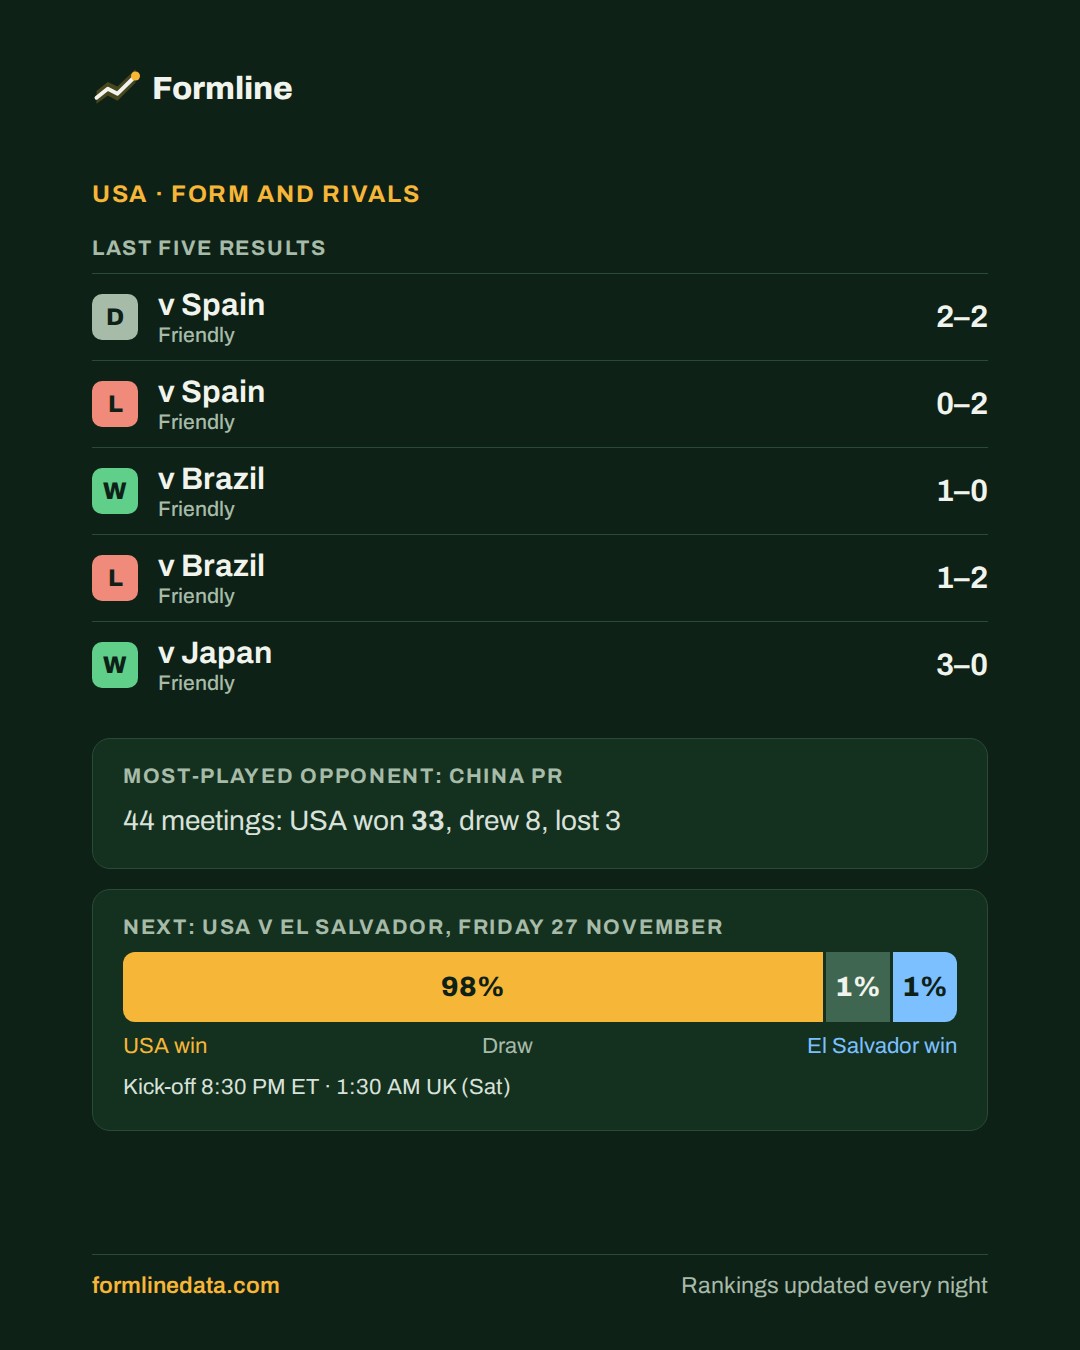 Formline
USA · FORM AND RIVALS
LAST FIVE RESULTS
D v Spain 2–2
Friendly
L v Spain 0–2
Friendly
W v Brazil 1–0
Friendly
L v Brazil 1–2
Friendly
W v Japan 3–0
Friendly
MOST-PLAYED OPPONENT: CHINA PR
44 meetings: USA won 33, drew 8, lost 3
NEXT: USA V EL SALVADOR, FRIDAY 27 NOVEMBER
98% 1% 1%
USA win Draw El Salvador win
Kick-off 8:30 PM ET · 1:30 AM UK (Sat)
formlinedata.com Rankings updated every night